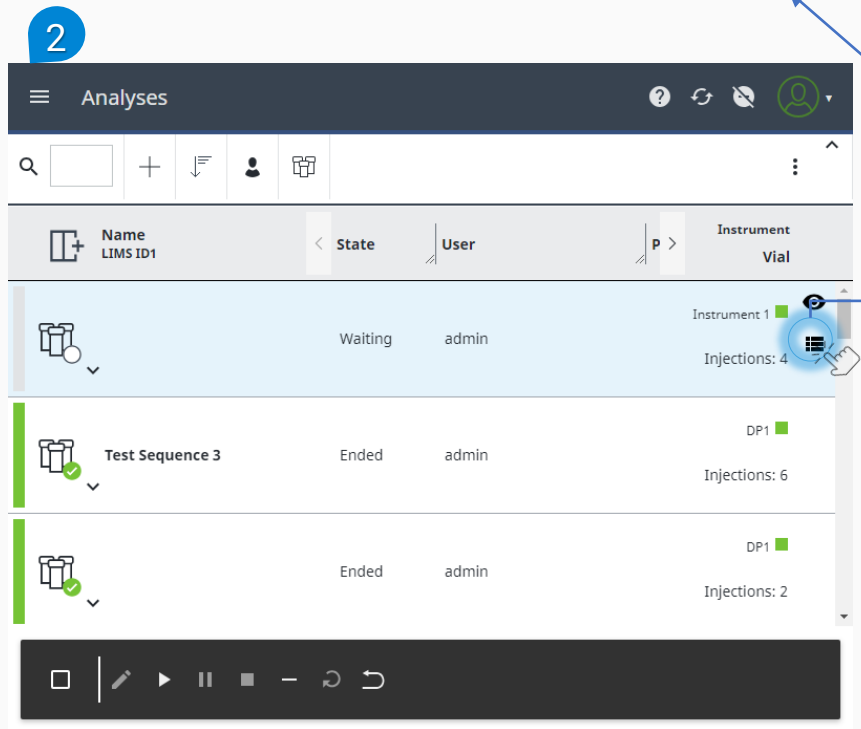 2
Analyses
Name
LIMS ID1
State
User
P
Instrument
Vial
Waiting
admin
Instrument 1
Injections: 4
Test Sequence 3
Ended
admin
DP1
Injections: 6
Ended
admin
DP1
Injections: 2